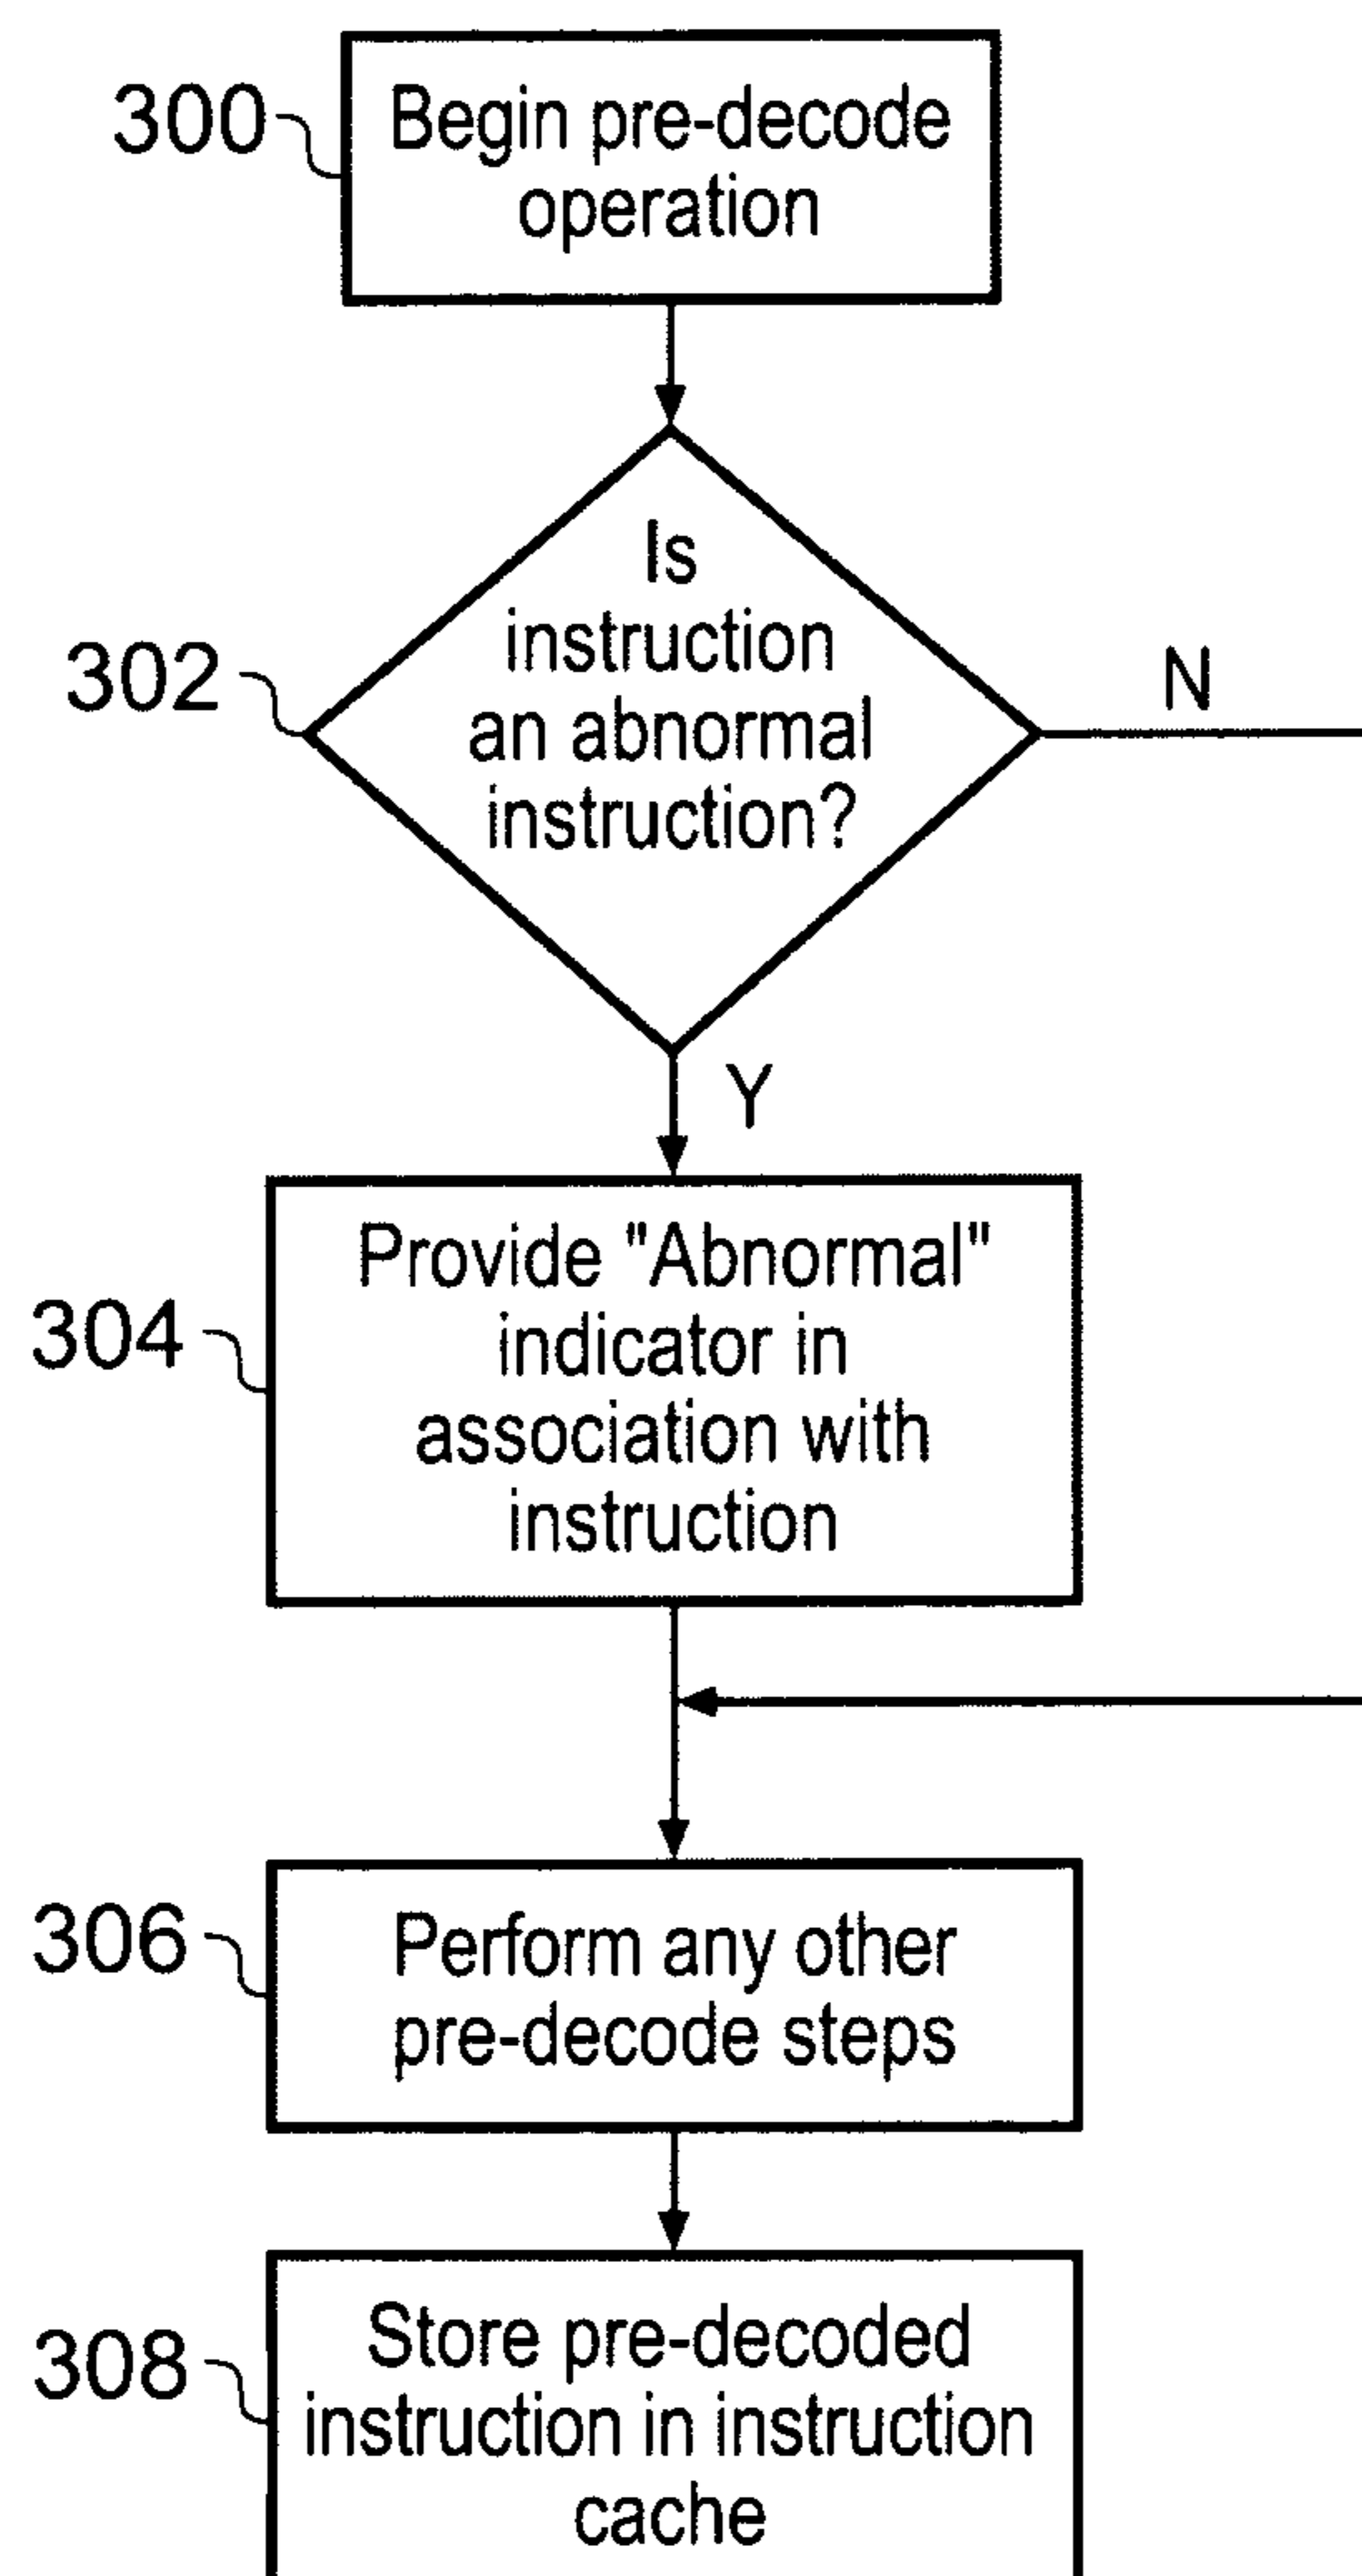 300
Begin pre-decode
operation
302
Is
instruction
an abnormal
instruction?
N
Y
304
Provide "Abnormal"
indicator in
association with
instruction
306
Perform any other
pre-decode steps
308
Store pre-decoded
instruction in instruction
cache